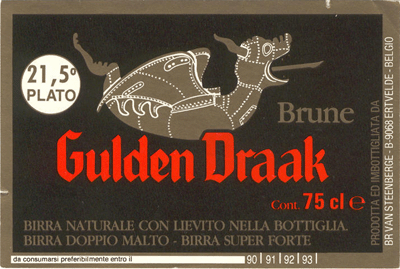 21,5º
PLATO
Brune
Gulden Draak
Cont. 75 cl e
BIRRA NATURALE CON LIEVITO NELLA BOTTIGLIA.
BIRRA DOPPIO MALTO - BIRRA SUPER FORTE
da consumarsi preferibilmente entro il 90 91 92 93
PRODOTTA ED IMBOTTIGLIATA DA
BR VAN STEENBERGE - B-9068 ERTVELDE - BELGIO